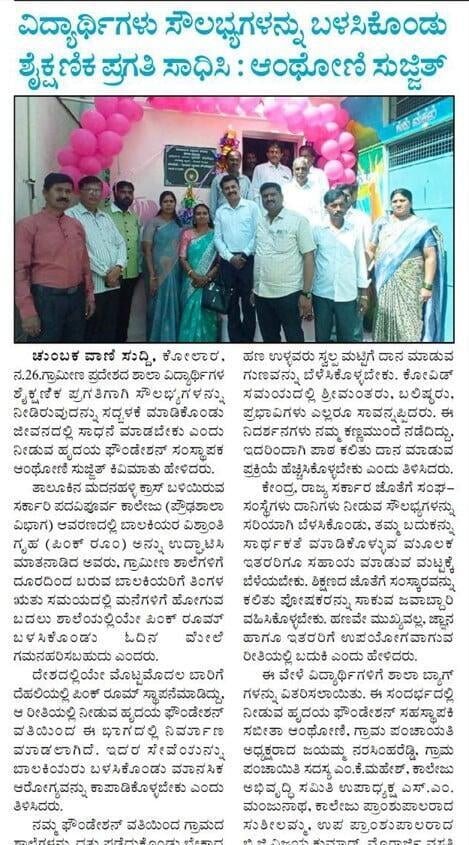 ವಿದ್ಯಾರ್ಥಿಗಳು ಸೌಲಭ್ಯಗಳನ್ನು ಬಳಸಿಕೊಂಡು
ಶೈಕ್ಷಣಿಕ ಪ್ರಗತಿ ಸಾಧಿಸಿ : ಆಂಥೋಣಿ ಸುಜ್ಜಿತ್
ಚುಂಬಕ ವಾಣಿ ಸುದ್ದಿ, ಕೋಲಾರ,
ನ.26.ಗ್ರಾಮೀಣ ಪ್ರದೇಶದ ಶಾಲಾ ವಿದ್ಯಾರ್ಥಿಗಳ
ಶೈಕ್ಷಣಿಕ ಪ್ರಗತಿಗಾಗಿ ಸೌಲಭ್ಯಗಳನ್ನು
ನೀಡಿರುವುದನ್ನು ಸದ್ಬಳಕೆ ಮಾಡಿಕೊಂಡು
ಜೀವನದಲ್ಲಿ ಸಾಧನೆ ಮಾಡಬೇಕು ಎಂದು
ನೀಡುವ ಹೃದಯ ಫೌಂಡೇಶನ್ ಸಂಸ್ಥಾಪಕ
ಆಂಥೋಣಿ ಸುಜ್ಜಿತ್ ಕಿವಿಮಾತು ಹೇಳಿದರು.
ತಾಲೂಕಿನ ಮದನಹಳ್ಳಿ ಕ್ರಾಸ್ ಬಳಿಯಿರುವ
ಸರ್ಕಾರಿ ಪದವಿಪೂರ್ವ ಕಾಲೇಜು (ಪ್ರೌಢಶಾಲಾ
ವಿಭಾಗ) ಆವರಣದಲ್ಲಿ ಬಾಲಕಿಯರ ವಿಶ್ರಾಂತಿ
ಗೃಹ (ಪಿಂಕ್ ರೂಂ) ಅನ್ನು ಉದ್ಘಾಟಿಸಿ
ಮಾತನಾಡಿದ ಅವರು, ಗ್ರಾಮೀಣ ಶಾಲೆಗಳಿಗೆ
ದೂರದಿಂದ ಬರುವ ಬಾಲಕಿಯರಿಗೆ ತಿಂಗಳ
ಋತು ಸಮಯದಲ್ಲಿ ಮನೆಗಳಿಗೆ ಹೋಗುವ
ಬದಲು ಶಾಲೆಯಲ್ಲಿಯೇ ಪಿಂಕ್ ರೂಮ್
ಬಳಸಿಕೊಂಡು ಓದಿನ ಮೇಲೆ
ಗಮನಹರಿಸಬಹುದು ಎಂದರು.
ದೇಶದಲ್ಲಿಯೇ ಮೊಟ್ಟಮೊದಲ ಬಾರಿಗೆ
ದೆಹಲಿಯಲ್ಲಿ ಪಿಂಕ್ ರೂಮ್ ಸ್ಥಾಪನೆಮಾಡಿದ್ದು,
ಆ ರೀತಿಯಲ್ಲಿ ನೀಡುವ ಹೃದಯ ಫೌಂಡೇಶನ್
ವತಿಯಿಂದ ಈ ಭಾಗದಲ್ಲಿ ನಿರ್ಮಾಣ
ಮಾಡಲಾಗಿದೆ. ಇದರ ಸೇವೆಯನ್ನು
ಬಾಲಕಿಯರು ಬಳಸಿಕೊಂಡು ಮಾನಸಿಕ
ಆರೋಗ್ಯವನ್ನು ಕಾಪಾಡಿಕೊಳ್ಳಬೇಕು ಎಂದು
ತಿಳಿಸಿದರು.
ನಮ್ಮ ಫೌಂಡೇಶನ್ ವತಿಯಿಂದ ಗ್ರಾಮದ
ಹಣ ಉಳ್ಳವರು ಸ್ವಲ್ಪ ಮಟ್ಟಿಗೆ ದಾನ ಮಾಡುವ
ಗುಣವನ್ನು ಬೆಳೆಸಿಕೊಳ್ಳಬೇಕು. ಕೋವಿಡ್
ಸಮಯದಲ್ಲಿ ಶ್ರೀಮಂತರು, ಬಲಿಷ್ಠರು,
ಪ್ರಭಾವಿಗಳು ಎಲ್ಲರೂ ಸಾವನ್ನಪ್ಪಿದರು. ಈ
ನಿದರ್ಶನಗಳು ನಮ್ಮ ಕಣ್ಣಮುಂದೆ ನಡೆದಿದ್ದು,
ಇದರಿಂದಾಗಿ ಪಾಠ ಕಲಿತು ದಾನ ಮಾಡುವ
ಪ್ರಕ್ರಿಯೆ ಹೆಚ್ಚಿಸಿಕೊಳ್ಳಬೇಕು ಎಂದು ತಿಳಿಸಿದರು.
ಕೇಂದ್ರ, ರಾಜ್ಯ ಸರ್ಕಾರ ಜೊತೆಗೆ ಸಂಘ-
ಸಂಸ್ಥೆಗಳು ದಾನಿಗಳು ನೀಡುವ ಸೌಲಭ್ಯಗಳನ್ನು
ಸರಿಯಾಗಿ ಬೆಳಸಿಕೊಂಡು, ತಮ್ಮ ಬದುಕನ್ನು
ಸಾರ್ಥಕತೆ ಮಾಡಿಕೊಳ್ಳುವ ಮೂಲಕ
ಇತರರಿಗೂ ಸಹಾಯ ಮಾಡುವ ಮಟ್ಟಕ್ಕೆ
ಬೆಳೆಯಬೇಕು. ಶಿಕ್ಷಣದ ಜೊತೆಗೆ ಸಂಸ್ಕಾರವನ್ನು
ಕಲಿತು ಪೋಷಕರನ್ನು ಸಾಕುವ ಜವಾಬ್ದಾರಿ
ವಹಿಸಿಕೊಳ್ಳಬೇಕು. ಹಣವೇ ಮುಖ್ಯವಲ್ಲ, ಜ್ಞಾನ
ಹಾಗೂ ಇತರರಿಗೆ ಉಪಯೋಗವಾಗುವ
ರೀತಿಯಲ್ಲಿ ಬದುಕಿ ಎಂದು ಹೇಳಿದರು.
ಈ ವೇಳೆ ವಿದ್ಯಾರ್ಥಿಗಳಿಗೆ ಶಾಲಾ ಬ್ಯಾಗ್
ಗಳನ್ನು ವಿತರಿಸಲಾಯಿತು. ಈ ಸಂದರ್ಭದಲ್ಲಿ
ನೀಡುವ ಹೃದಯ ಫೌಂಡೇಶನ್ ಸಹಸ್ಥಾಪಕಿ
ಸಬೀತಾ ಆಂಥೋಣಿ, ಗ್ರಾಮ ಪಂಚಾಯತಿ
ಅಧ್ಯಕ್ಷರಾದ ಜಯಮ್ಮ ನರಸಿಂಹರೆಡ್ಡಿ, ಗ್ರಾಮ
ಪಂಚಾಯಿತಿ ಸದಸ್ಯ ಎಂ.ಕೆ.ಮಹೇಶ್, ಕಾಲೇಜು
ಅಭಿವೃದ್ಧಿ ಸಮಿತಿ ಉಪಾಧ್ಯಕ್ಷ ಎಸ್.ಎಂ.
ಮಂಜುನಾಥ, ಕಾಲೇಜು ಪ್ರಾಂಶುಪಾಲರಾದ
ಸುಶೀಲಮ್ಮ, ಉಪ ಪ್ರಾಂಶುಪಾಲರಾದ